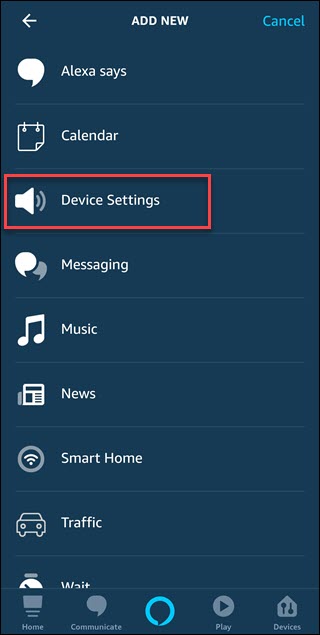 ADD NEW
Cancel
Alexa says
Calendar
Device Settings
Messaging
Music
News
Smart Home
Traffic
Wait
Home
Communicate
Play
Devices